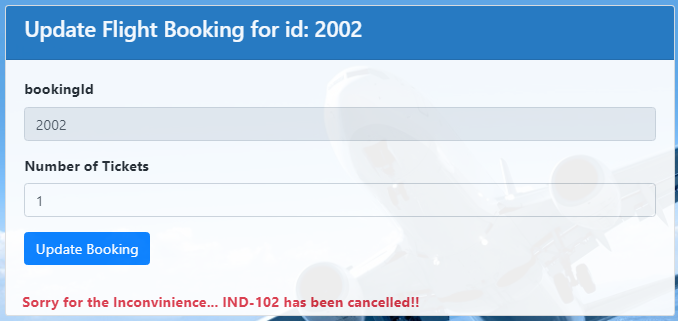 Update Flight Booking for id: 2002
bookingId
2002
Number of Tickets
1
Update Booking
Sorry for the Inconvinience... IND-102 has been cancelled!!